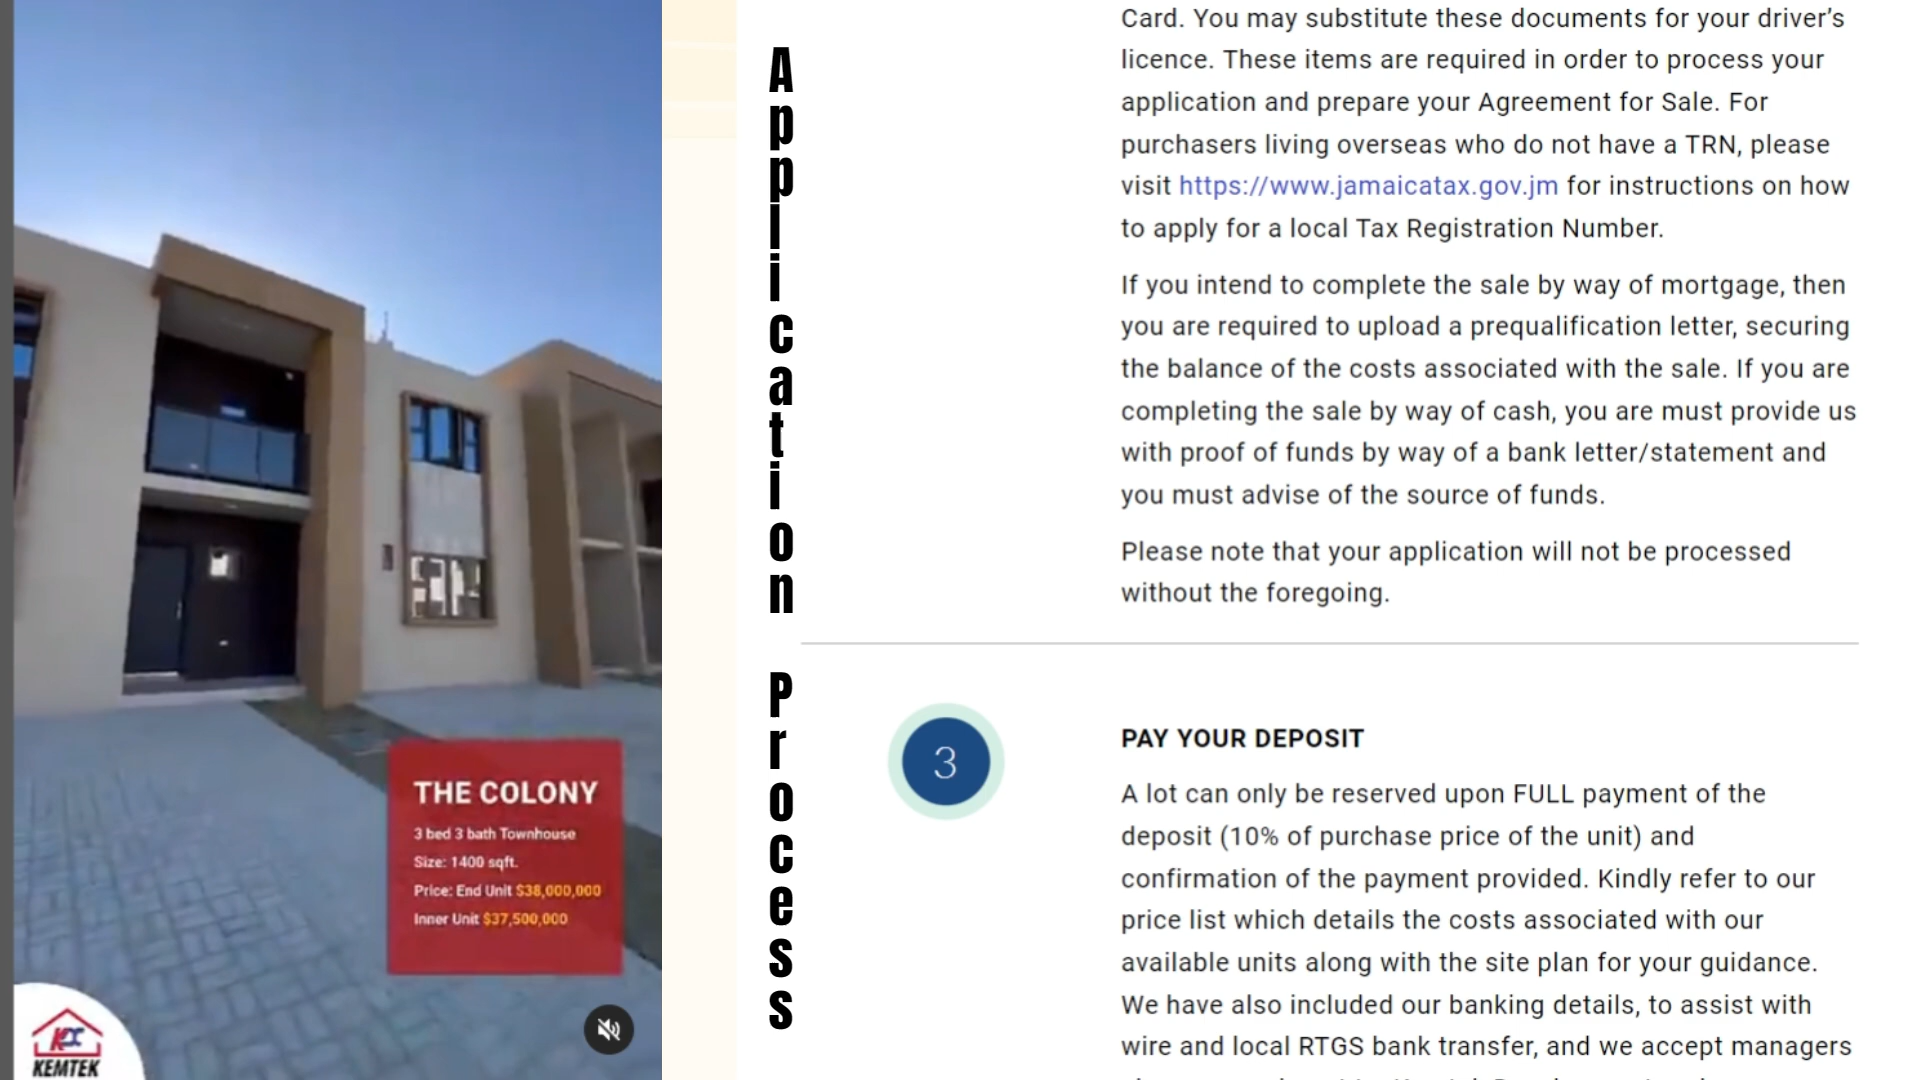 THE COLONY
3 bed 3 bath Townhouse
Size: 1400 sqft.
Price: End Unit $38,000,000
Inner Unit $37,500,000
KEMTEK
Application Process
Card. You may substitute these documents for your driver’s
licence. These items are required in order to process your
application and prepare your Agreement for Sale. For
purchasers living overseas who do not have a TRN, please
visit https://www.jamaicatax.gov.jm for instructions on how
to apply for a local Tax Registration Number.
If you intend to complete the sale by way of mortgage, then
you are required to upload a prequalification letter, securing
the balance of the costs associated with the sale. If you are
completing the sale by way of cash, you are must provide us
with proof of funds by way of a bank letter/statement and
you must advise of the source of funds.
Please note that your application will not be processed
without the foregoing.
3
PAY YOUR DEPOSIT
A lot can only be reserved upon FULL payment of the
deposit (10% of purchase price of the unit) and
confirmation of the payment provided. Kindly refer to our
price list which details the costs associated with our
available units along with the site plan for your guidance.
We have also included our banking details, to assist with
wire and local RTGS bank transfer, and we accept managers